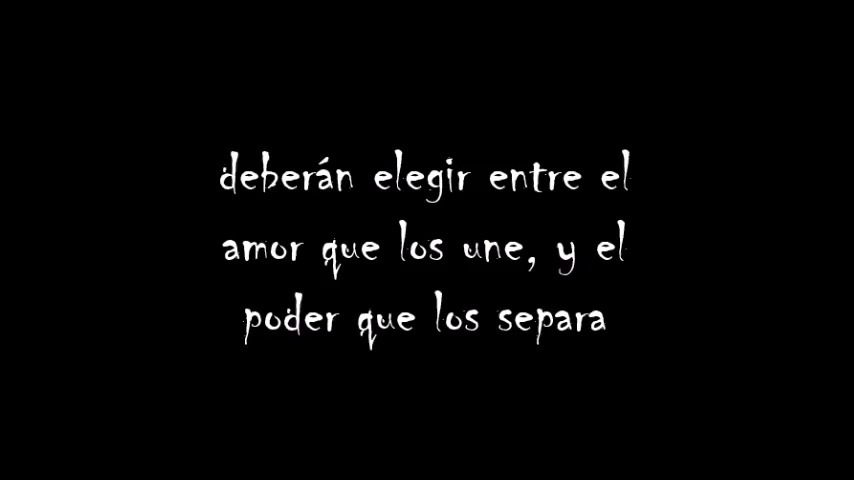 deberán elegir entre el
amor que los une, y el
poder que los separa